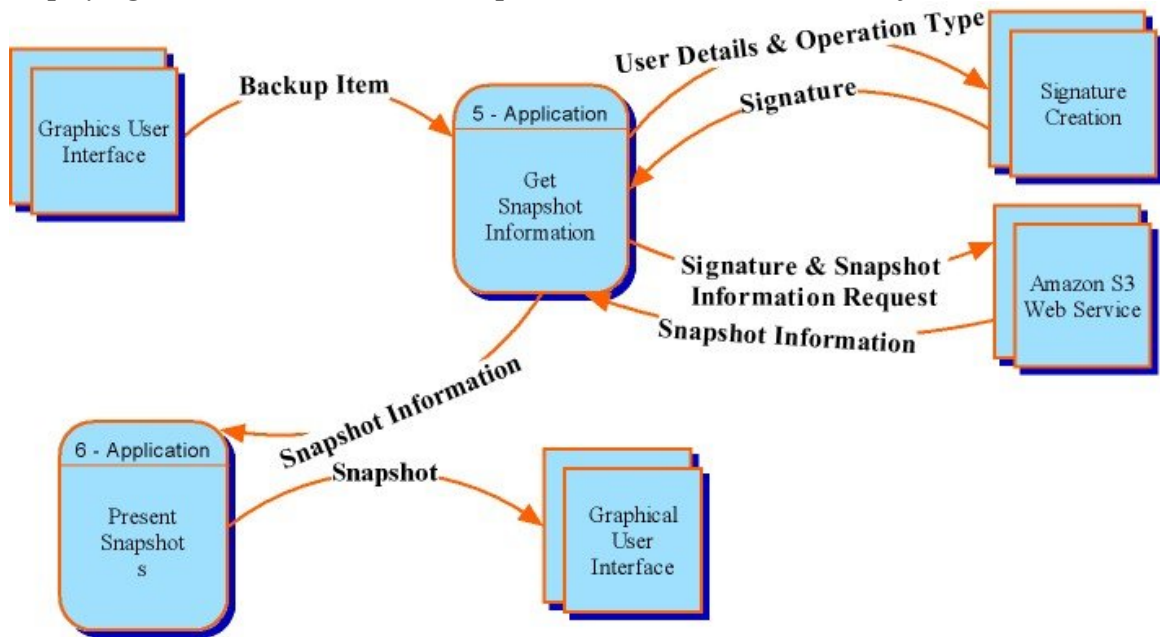 Backup Item
User Details & Operation Type
Signature
Graphics User
Interface
5 - Application
Get
Snapshot
Information
Signature
Creation
Signature & Snapshot
Information Request
Snapshot Information
Amazon S3
Web Service
Snapshot Information
6 - Application
Present
Snapshot
s
Snapshot
Graphical
User
Interface